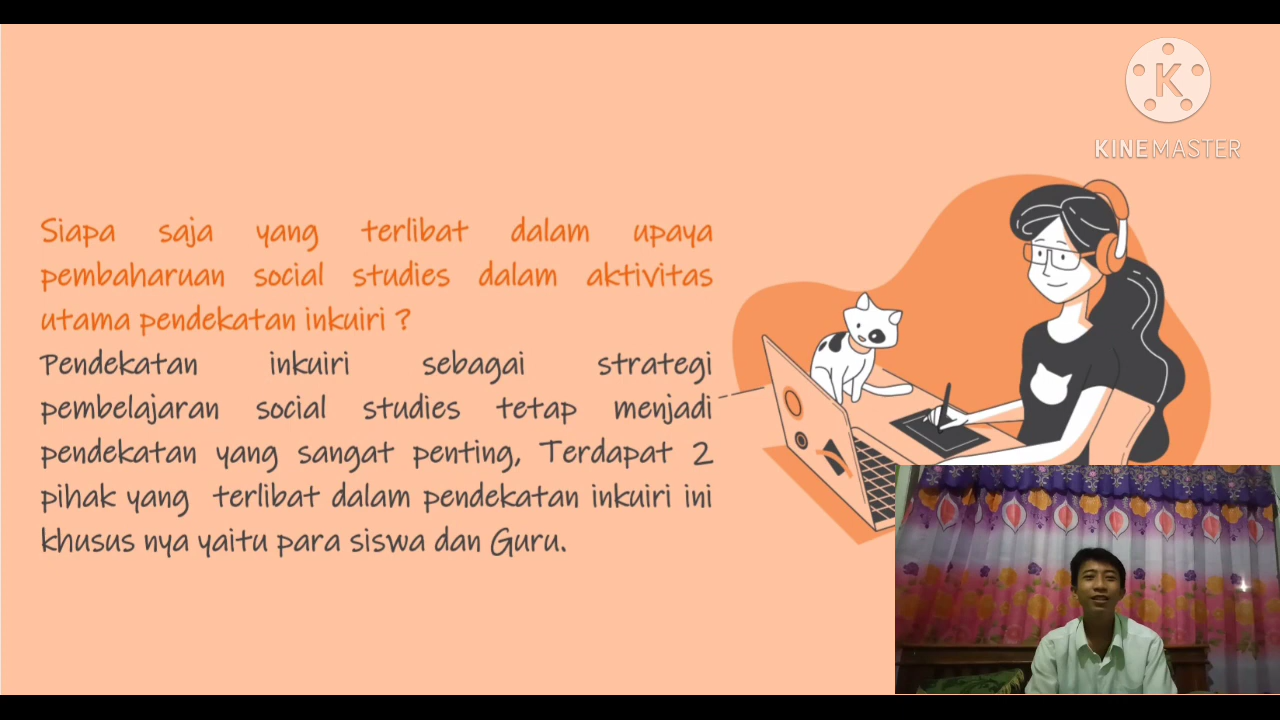 K
KINEMASTER
Siapa saja yang terlibat dalam upaya
pembaharuan social studies dalam aktivitas
utama pendekatan inkuiri ?
Pendekatan inkuiri sebagai strategi
pembelajaran social studies tetap menjadi
pendekatan yang sangat penting, Terdapat 2
pihak yang terlibat dalam pendekatan inkuiri ini
khusus nya yaitu para siswa dan Guru.